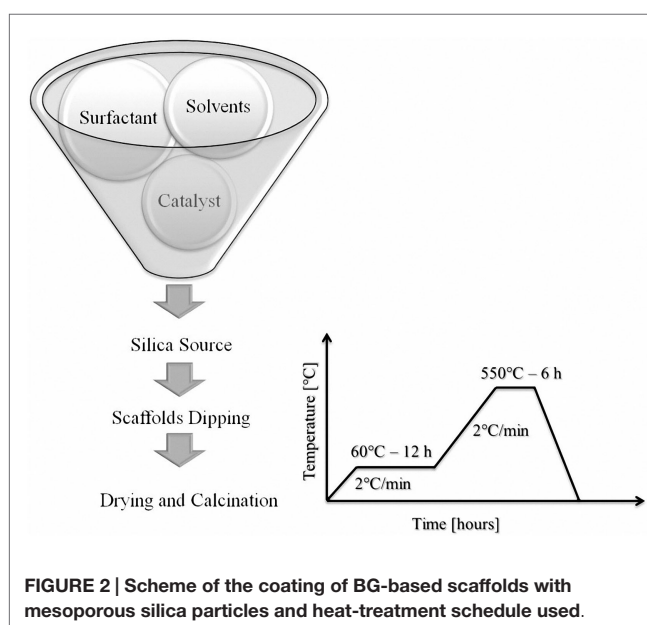 Surfactant
Solvents
Catalyst
Silica Source
Scaffolds Dipping
Drying and Calcination
Temperature [°C]
60°C – 12 h
2°C/min
550°C – 6 h
2°C/min
Time [hours]
FIGURE 2 | Scheme of the coating of BG-based scaffolds with
mesoporous silica particles and heat-treatment schedule used.